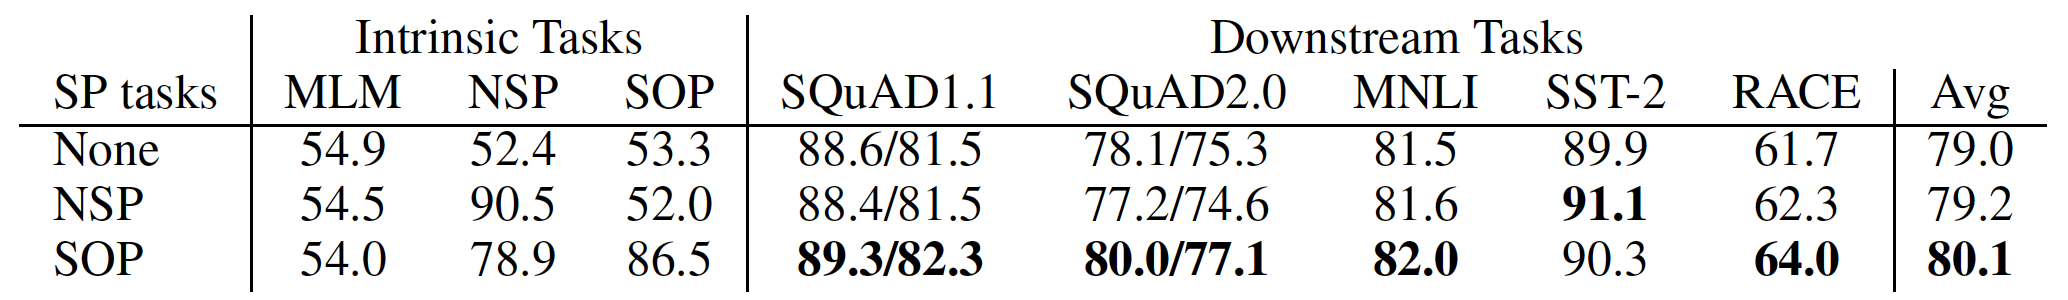 Intrinsic Tasks Downstream Tasks
SP tasks MLM NSP SOP SQuAD1.1 SQuAD2.0 MNLI SST-2 RACE Avg
None 54.9 52.4 53.3 88.6/81.5 78.1/75.3 81.5 89.9 61.7 79.0
NSP 54.5 90.5 52.0 88.4/81.5 77.2/74.6 81.6 91.1 62.3 79.2
SOP 54.0 78.9 86.5 89.3/82.3 80.0/77.1 82.0 90.3 64.0 80.1